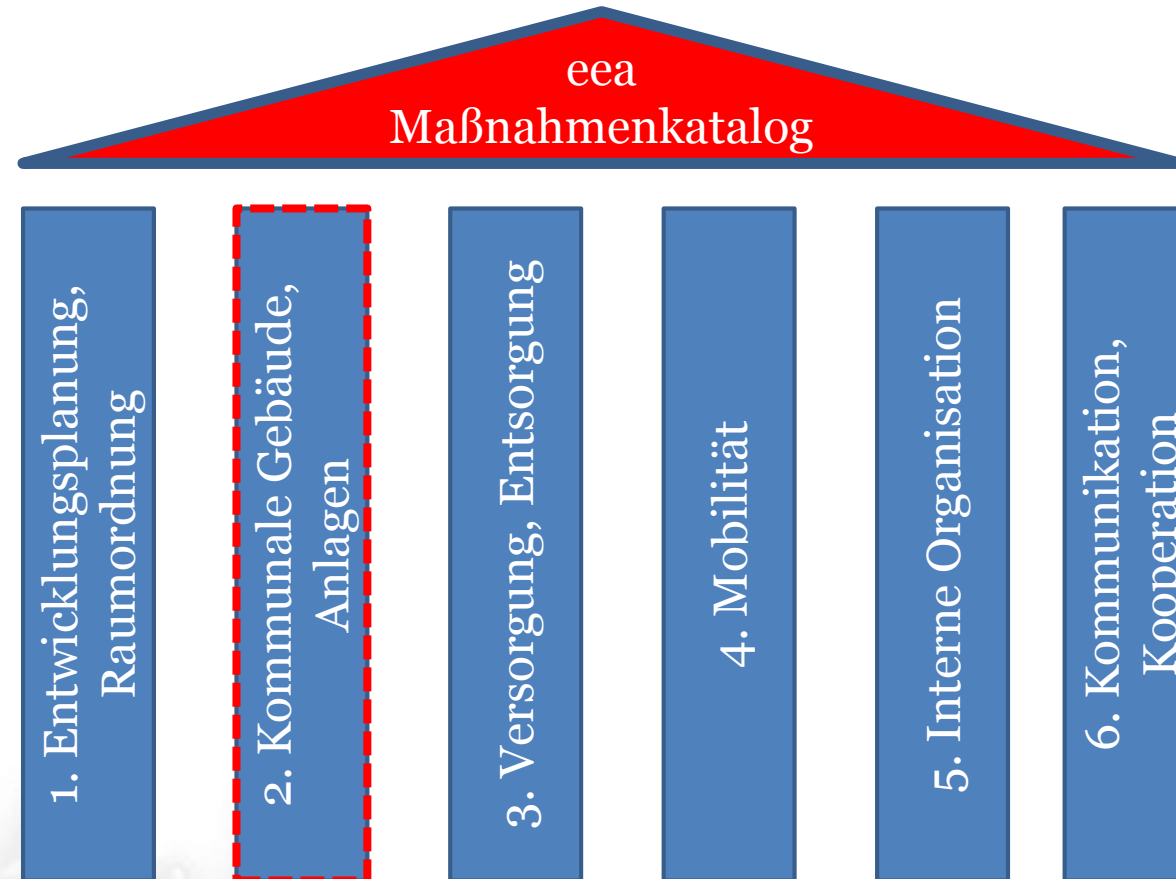 eea
Maßnahmenkatalog
1. Entwicklungsplanung,
Raumordnung
2. Kommunale Gebäude,
Anlagen
3. Versorgung, Entsorgung
4. Mobilität
5. Interne Organisation
6. Kommunikation,
Kooperation